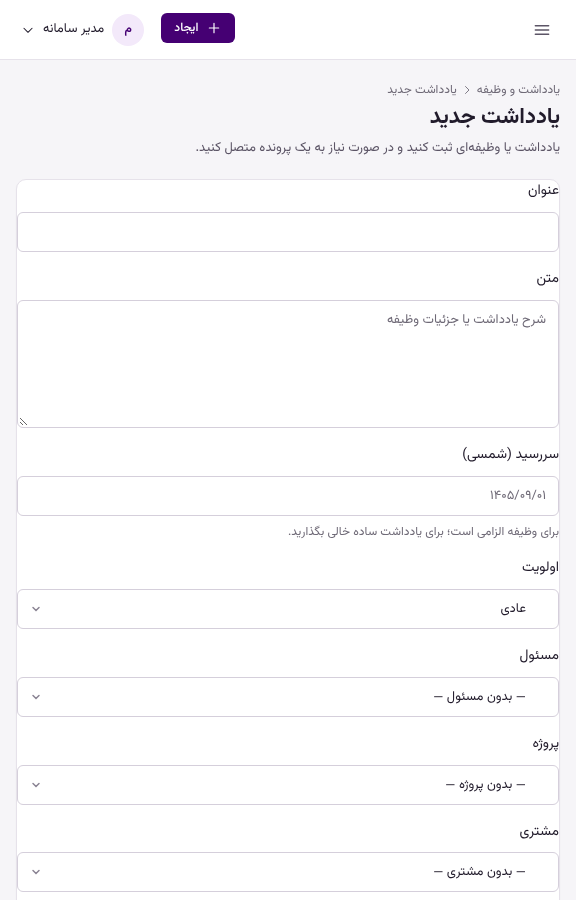 ایجاد
م
مدیر سامانه
یادداشت و وظیفه
یادداشت جدید
یادداشت جدید
یادداشت یا وظیفه‌ای ثبت کنید و در صورت نیاز به یک پرونده متصل کنید.
عنوان
متن
شرح یادداشت یا جزئیات وظیفه
سررسید (شمسی)
۱۴۰۵/۰۹/۰۱
برای وظیفه الزامی است؛ برای یادداشت ساده خالی بگذارید.
اولویت
عادی
مسئول
— بدون مسئول —
پروژه
— بدون پروژه —
مشتری
— بدون مشتری —